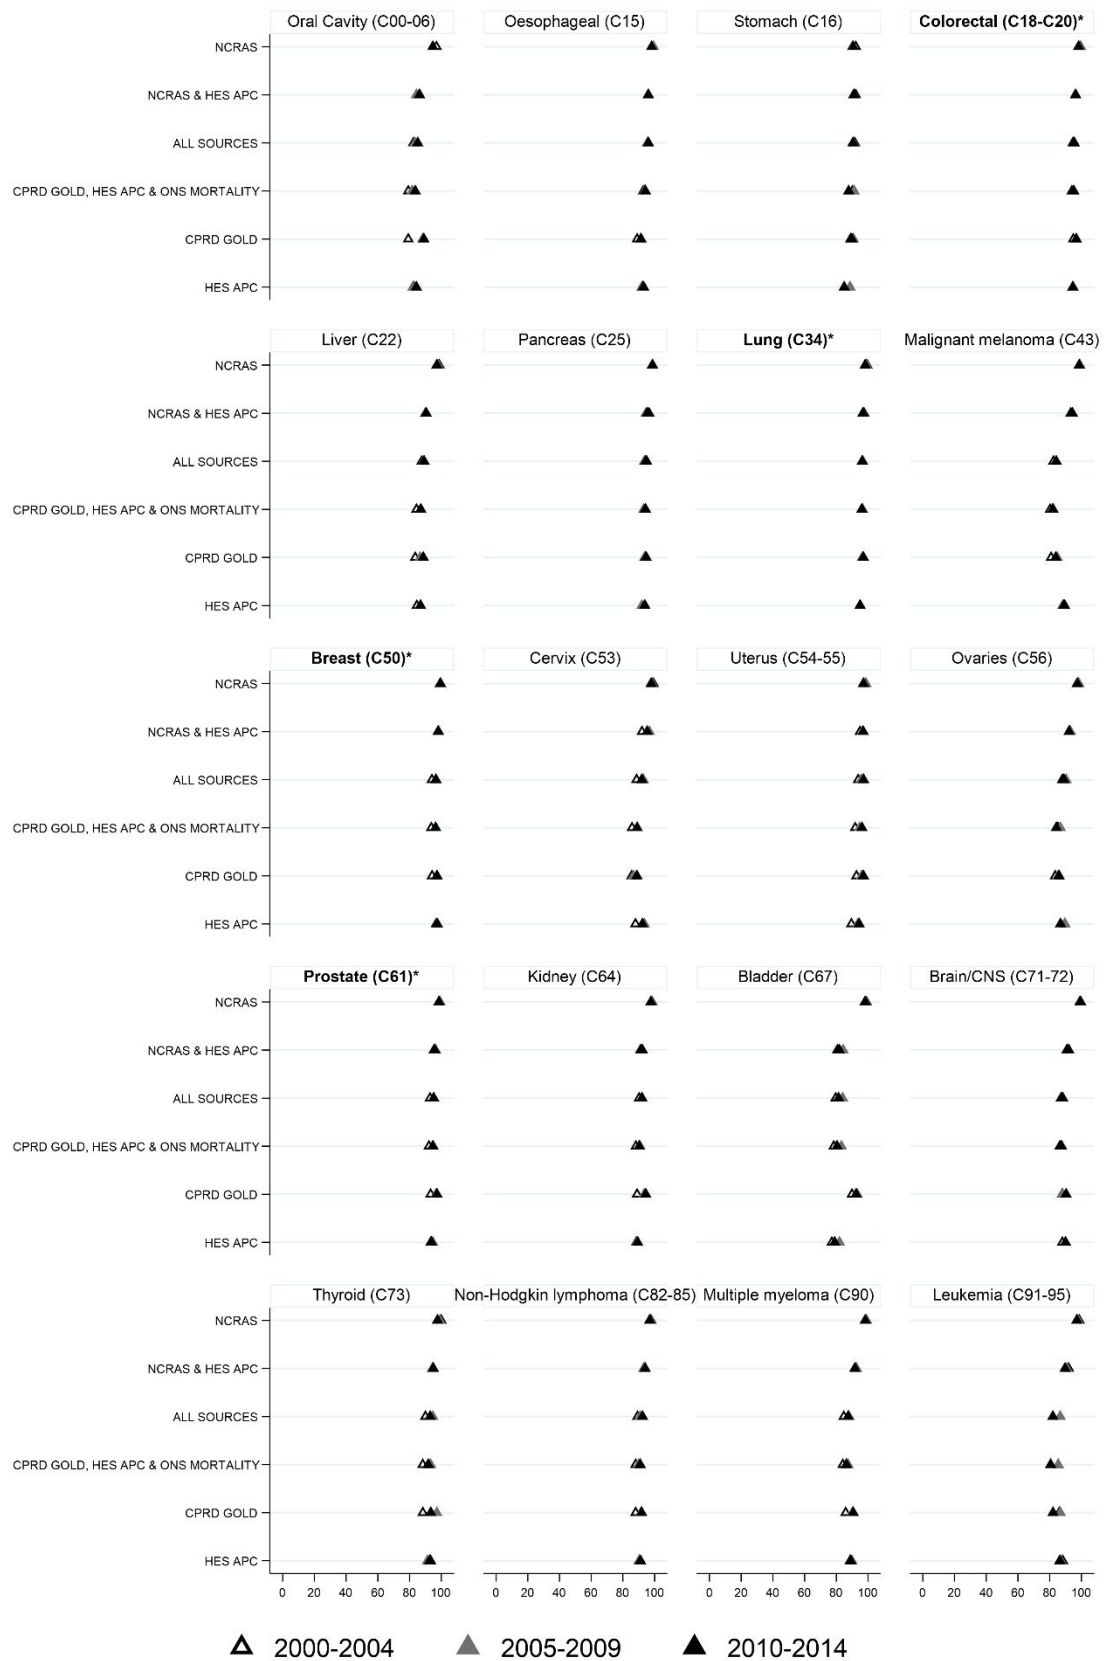 Oral Cavity (C00-06) Oesophageal (C15) Stomach (C16) Colorectal (C18-C20)*
NCRAS
NCRAS & HES APC
ALL SOURCES
CPRD GOLD, HES APC & ONS MORTALITY
CPRD GOLD
HES APC
Liver (C22) Pancreas (C25) Lung (C34)* Malignant melanoma (C43)
NCRAS
NCRAS & HES APC
ALL SOURCES
CPRD GOLD, HES APC & ONS MORTALITY
CPRD GOLD
HES APC
Breast (C50)* Cervix (C53) Uterus (C54-55) Ovaries (C56)
NCRAS
NCRAS & HES APC
ALL SOURCES
CPRD GOLD, HES APC & ONS MORTALITY
CPRD GOLD
HES APC
Prostate (C61)* Kidney (C64) Bladder (C67) Brain/CNS (C71-72)
NCRAS
NCRAS & HES APC
ALL SOURCES
CPRD GOLD, HES APC & ONS MORTALITY
CPRD GOLD
HES APC
Thyroid (C73) Non-Hodgkin lymphoma (C82-85) Multiple myeloma (C90) Leukemia (C91-95)
NCRAS
NCRAS & HES APC
ALL SOURCES
CPRD GOLD, HES APC & ONS MORTALITY
CPRD GOLD
HES APC
0 20 40 60 80 100 0 20 40 60 80 100 0 20 40 60 80 100 0 20 40 60 80 100
2000-2004 2005-2009 2010-2014